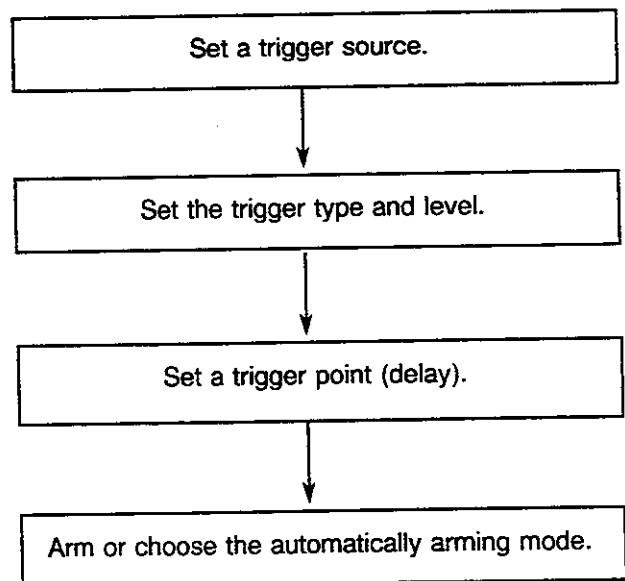 Set a trigger source.
Set the trigger type and level.
Set a trigger point (delay).
Arm or choose the automatically arming mode.